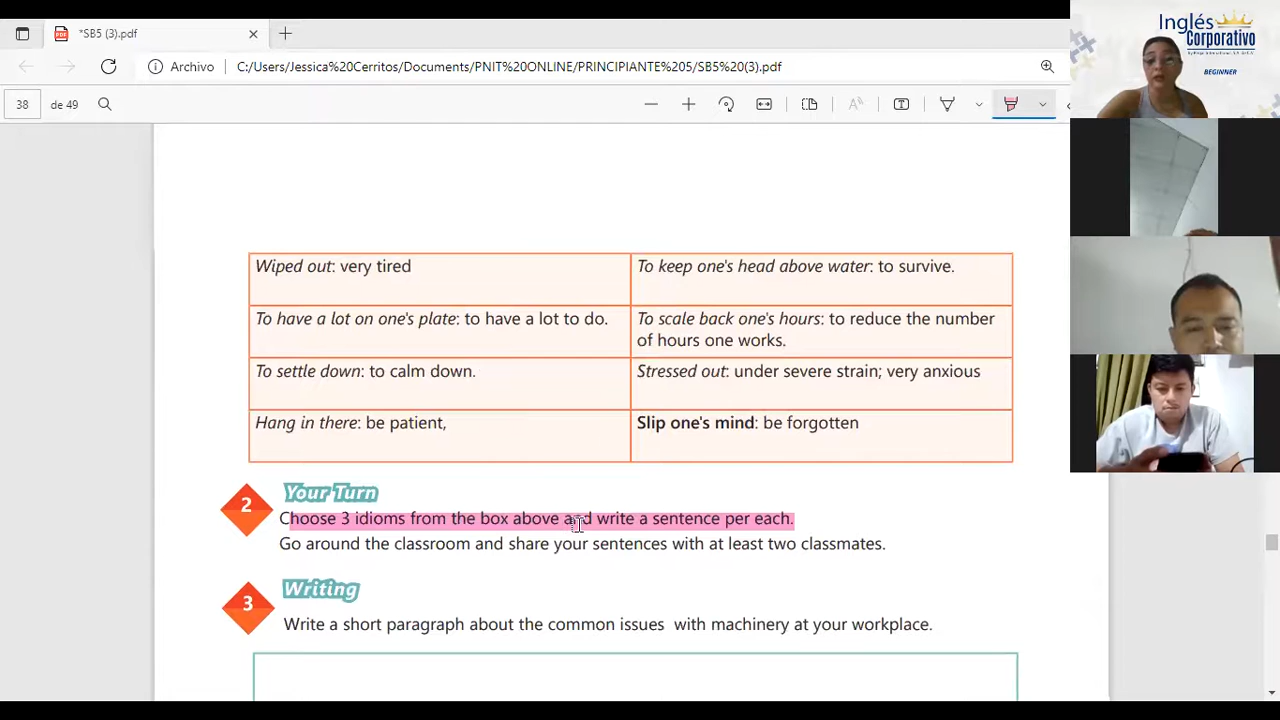 *SB5 (3).pdf
Archivo
C:/Users/Jessica%20Cerritos/Documents/PNIT%20ONLINE/PRINCIPIANTE%205/SB5%20(3).pdf
38
de 49
Inglés
Corporativo
BEGINNER
Wiped out: very tired
To keep one's head above water: to survive.
To have a lot on one's plate: to have a lot to do.
To scale back one's hours: to reduce the number
of hours one works.
To settle down: to calm down.
Stressed out: under severe strain; very anxious
Hang in there: be patient,
Slip one's mind: be forgotten
2
Your Turn
Choose 3 idioms from the box above and write a sentence per each.
Go around the classroom and share your sentences with at least two classmates.
3
Writing
Write a short paragraph about the common issues with machinery at your workplace.